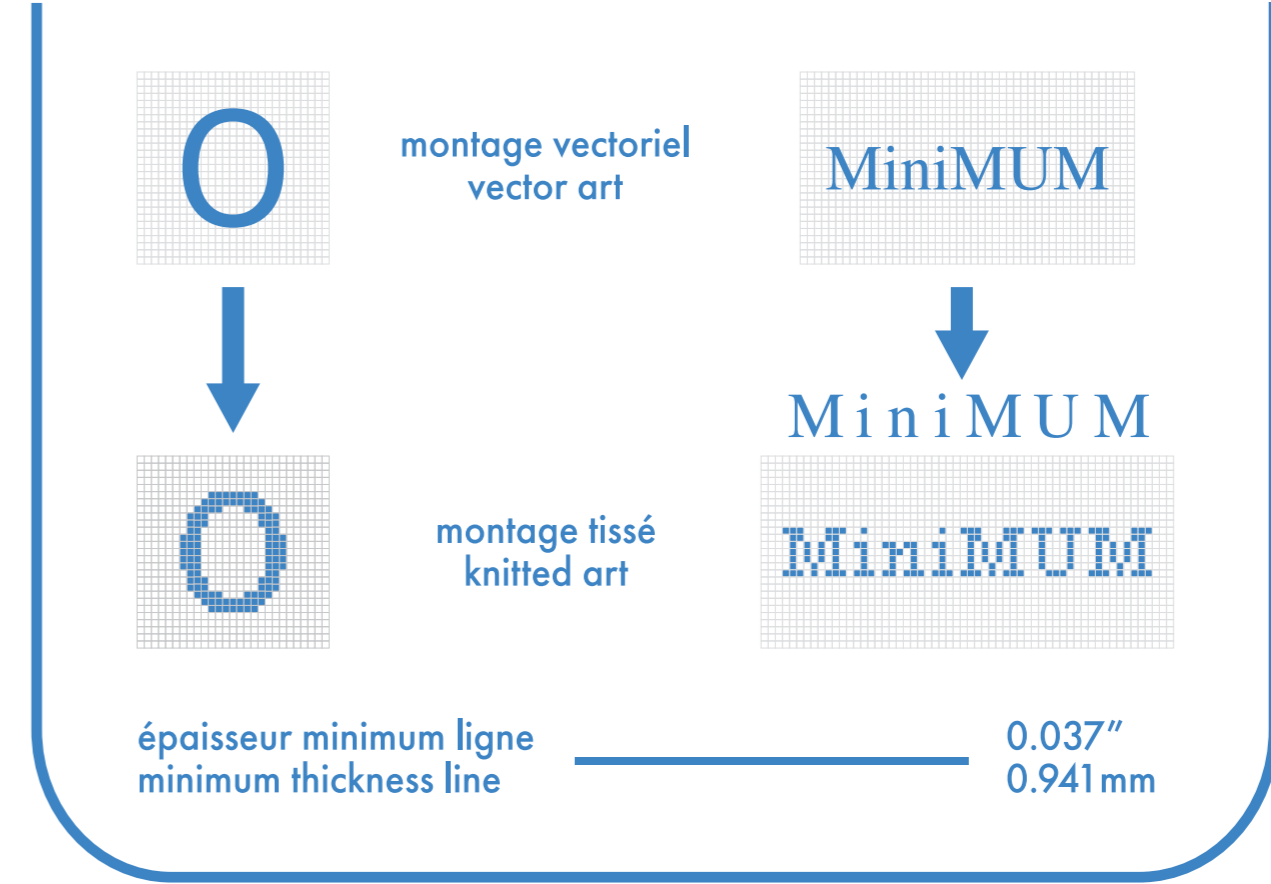 O
montage vectoriel
vector art
MiniMUM
M i n i M U M
O
montage tissé
knitted art
MiniMUM
épaisseur minimum ligne
minimum thickness line
0.037″
0.941mm